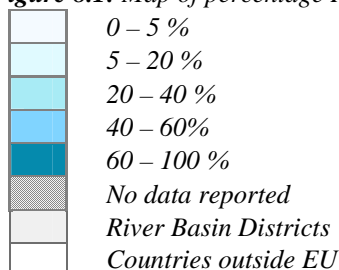 igure 8.1: Map of percentage
0 – 5 %
5 – 20 %
20 – 40 %
40 – 60%
60 – 100 %
No data reported
River Basin Districts
Countries outside EU